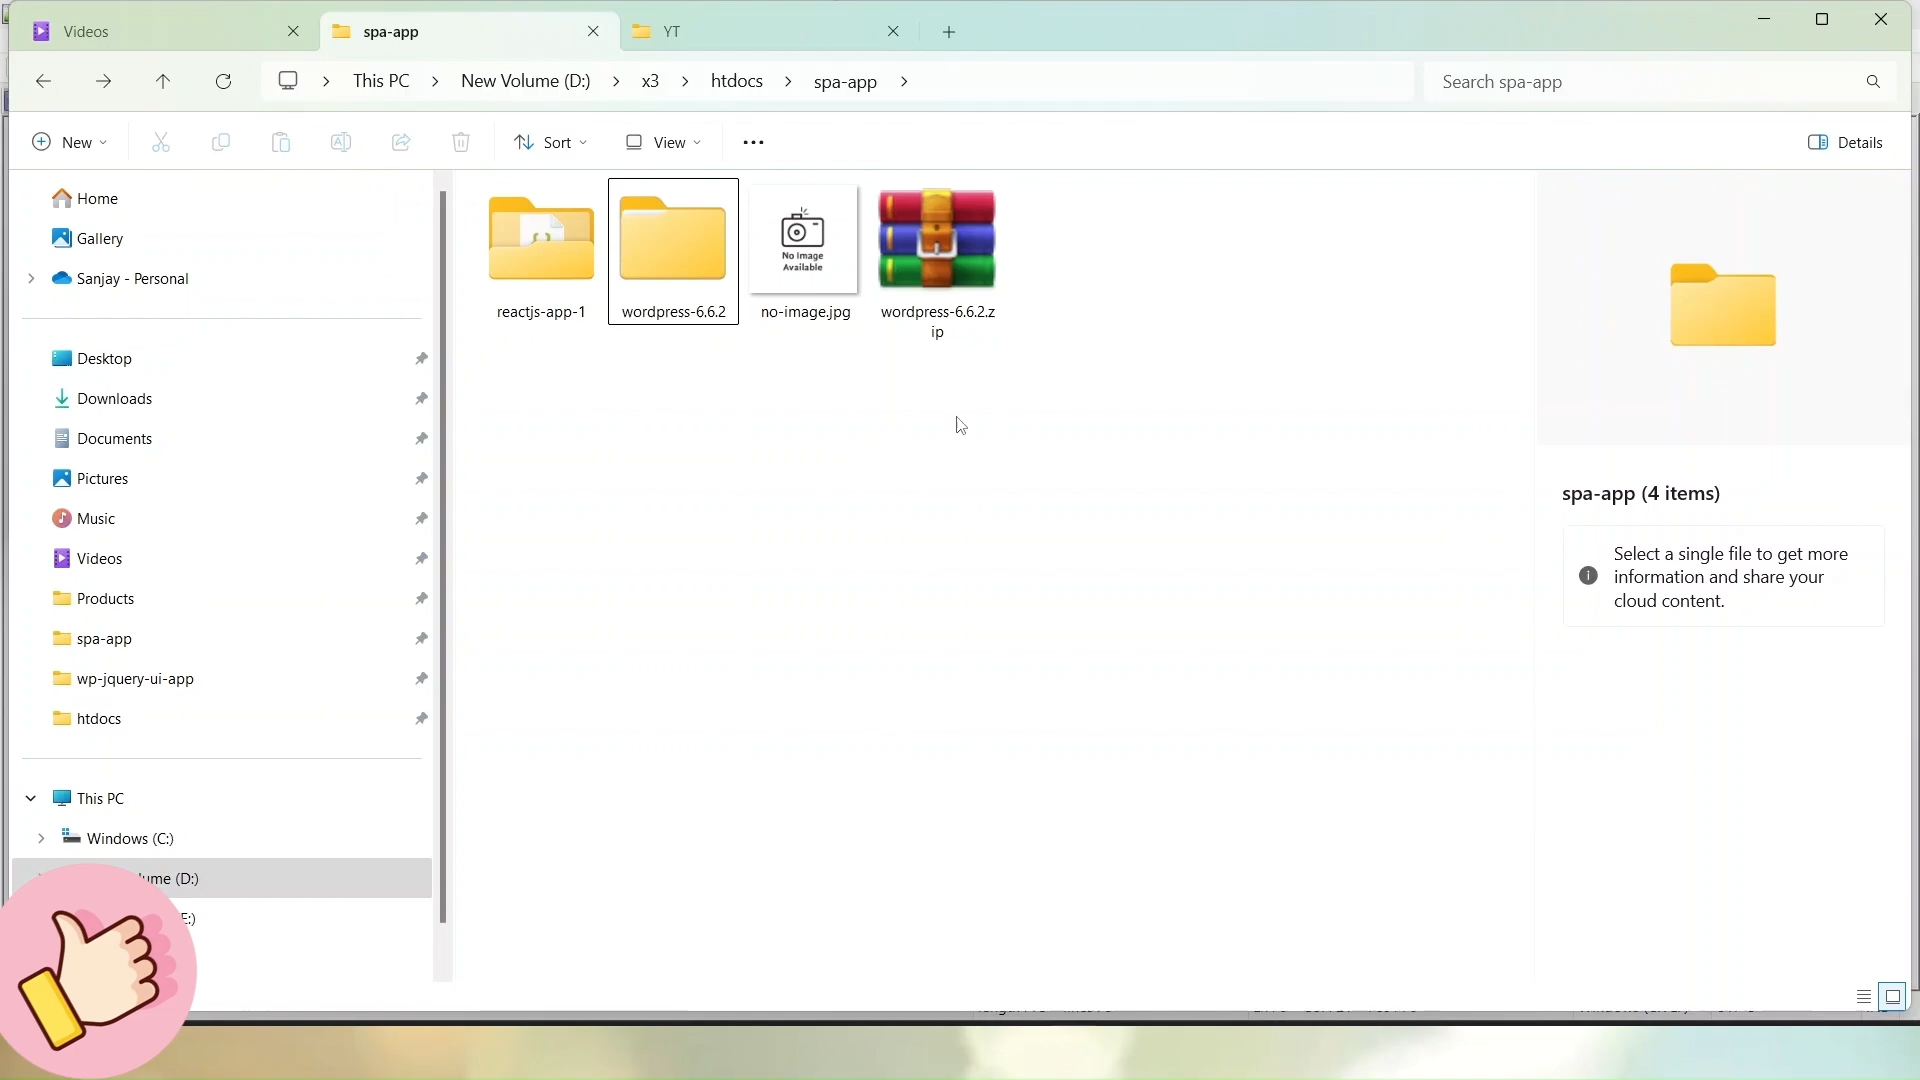 Videos
spa-app
YT
This PC
New Volume (D:)
x3
htdocs
spa-app
Search spa-app
New
Sort
View
Details
Home
Gallery
Sanjay - Personal
Desktop
Downloads
Documents
Pictures
Music
Videos
Products
spa-app
wp-jquery-ui-app
htdocs
This PC
Windows (C:)
ume (D:)
E:)
No Image
Available
reactjs-app-1
wordpress-6.6.2
no-image.jpg
wordpress-6.6.2.z
ip
spa-app (4 items)
Select a single file to get more
information and share your
cloud content.